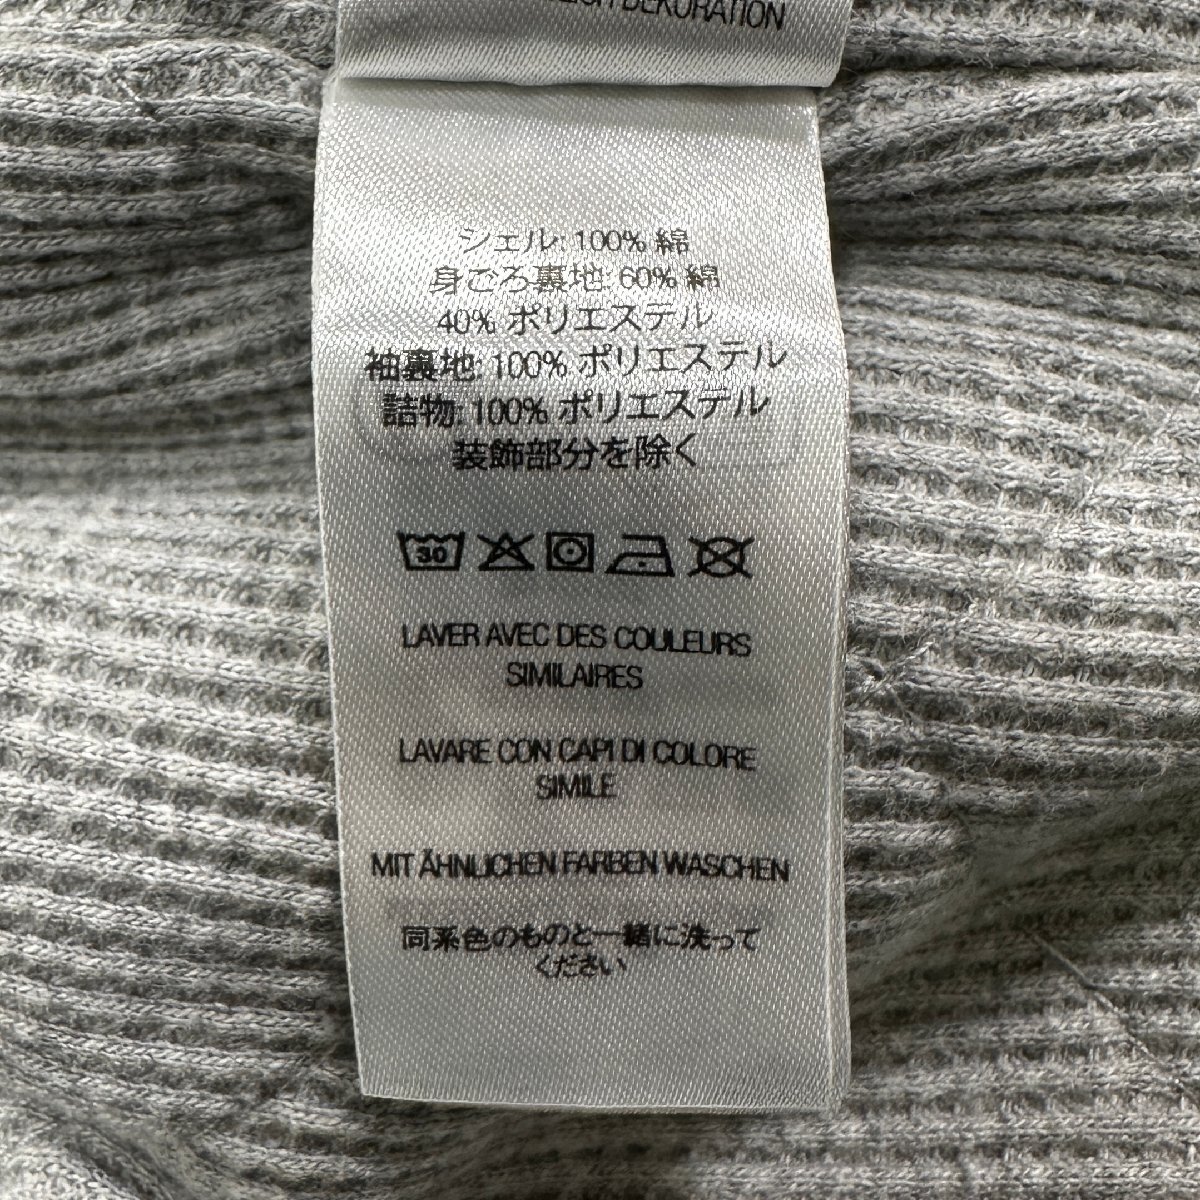 DEKORATION
シェル: 100% 綿
身ごろ裏地: 60% 綿
40% ポリエステル
袖裏地: 100% ポリエステル
詰物: 100% ポリエステル
装飾部分を除く
30
LAVER AVEC DES COULEURS
SIMILAIRES
LAVARE CON CAPI DI COLORE
SIMILE
MIT ÄHNLICHEN FARBEN WASCHEN
同系色のものと一緒に洗って
ください